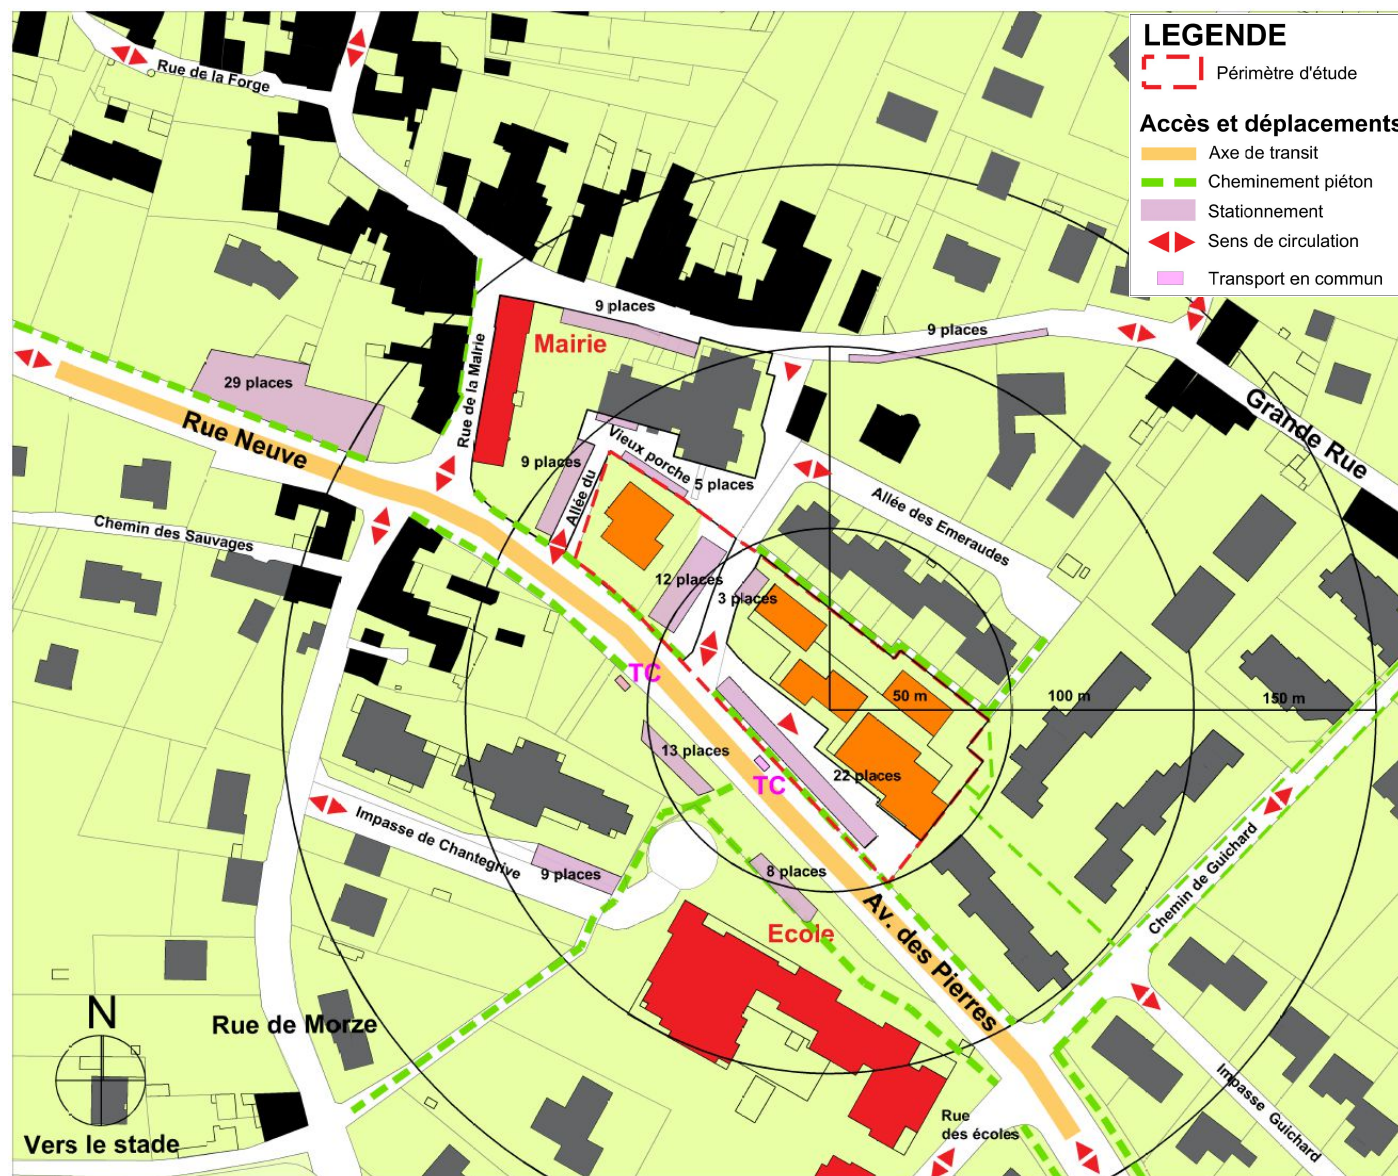 LEGENDE
Périmètre d'étude
Accès et déplacements
Axe de transit
Cheminement piéton
Stationnement
Sens de circulation
Transport en commun
Rue de la Forge
9 places
Mairie
9 places
Rue de la Mairie
29 places
Rue Neuve
Grande Rue
Vieux porche
9 places
Allée du
5 places
Allée des Emeraudes
Chemin des Sauvages
12 places
3 places
TC
50 m
100 m
150 m
13 places
TC
22 places
Impasse de Chantegrive
9 places
8 places
Chemin de Guichard
Ecole
Av. des Pierres
N
Rue de Morze
Impasse Guichard
Rue
des écoles
Vers le stade